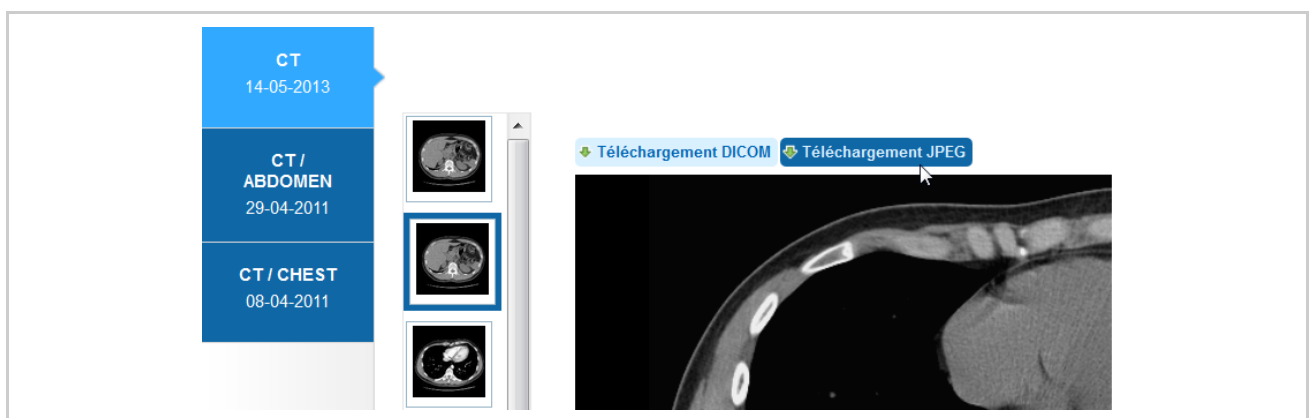 CT
14-05-2013
CT /
ABDOMEN
29-04-2011
CT / CHEST
08-04-2011
Téléchargement DICOM
Téléchargement JPEG